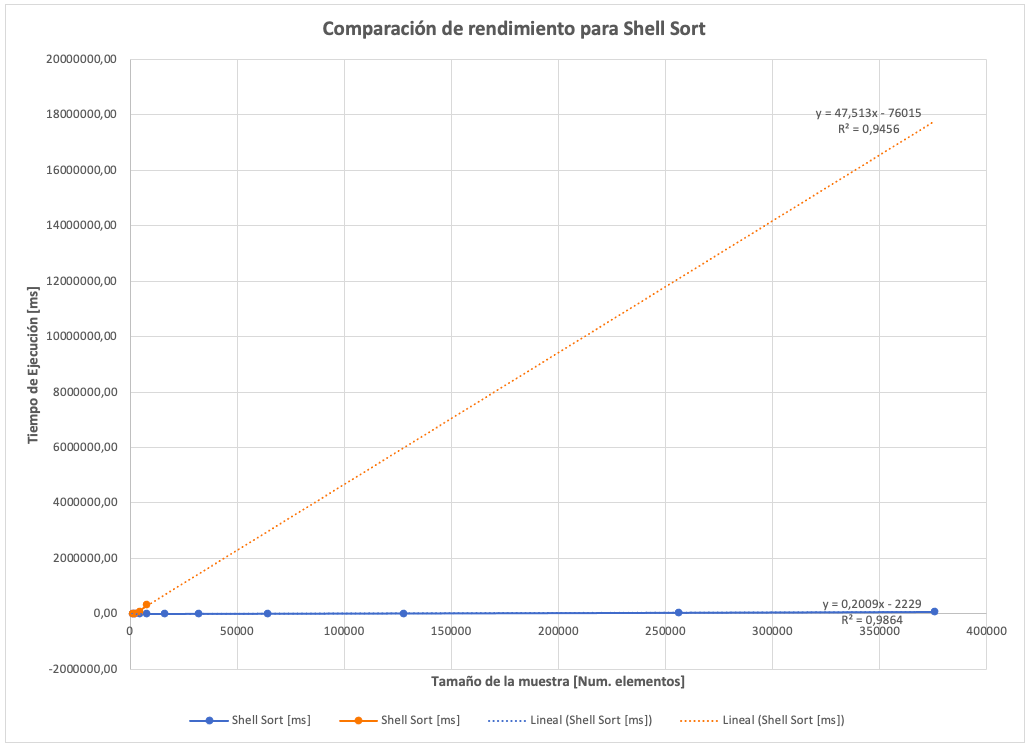 Comparación de rendimiento para Shell Sort
20000000,00
18000000,00
16000000,00
14000000,00
12000000,00
10000000,00
8000000,00
6000000,00
4000000,00
2000000,00
0,00
-2000000,00
Tiempo de Ejecución [ms]
y = 47,513x - 76015
R² = 0,9456
y = 0,2009x - 2229
R² = 0,9864
0 50000 100000 150000 200000 250000 300000 350000 400000
Tamaño de la muestra [Num. elementos]
Shell Sort [ms] Shell Sort [ms] Lineal (Shell Sort [ms]) Lineal (Shell Sort [ms])